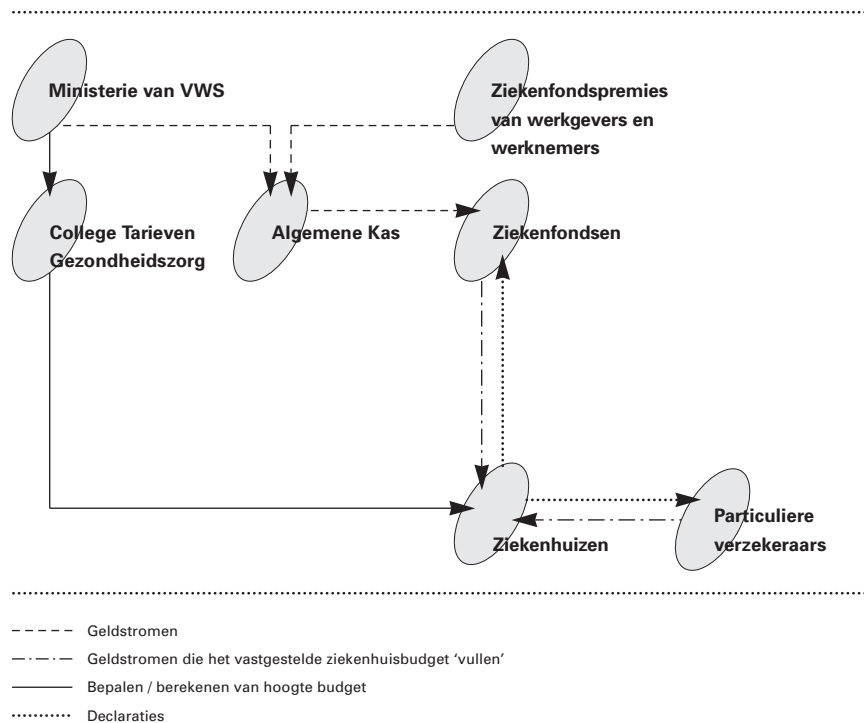 Ministerie van VWS
Ziekenfondspremies
van werkgevers en
werknemers
College Tarieven
Gezondheidszorg
Algemene Kas
Ziekenfondsen
Ziekenhuizen
Particuliere
verzekeraars
Geldstromen
Geldstromen die het vastgestelde ziekenhuisbudget ‘vullen’
Bepalen / berekenen van hoogte budget
Declaraties